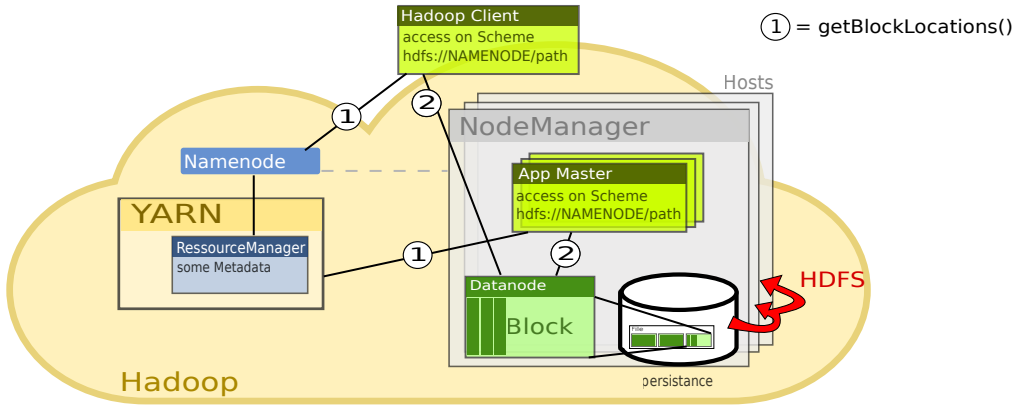 Hadoop Client
access on Scheme
hdfs://NAMENODE/path
1 = getBlockLocations()
1
2
Hosts
NodeManager
Namenode
App Master
access on Scheme
hdfs://NAMENODE/path
YARN
RessourceManager
some Metadata
1
2
Datanode
Block
HDFS
File
persistance
Hadoop